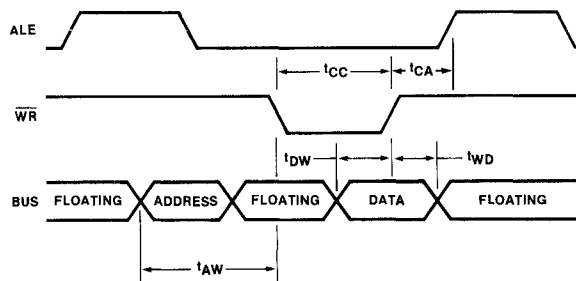 ALE
tCC
tCA
WR
tDW
tWD
BUS FLOATING ADDRESS FLOATING DATA FLOATING
tAW